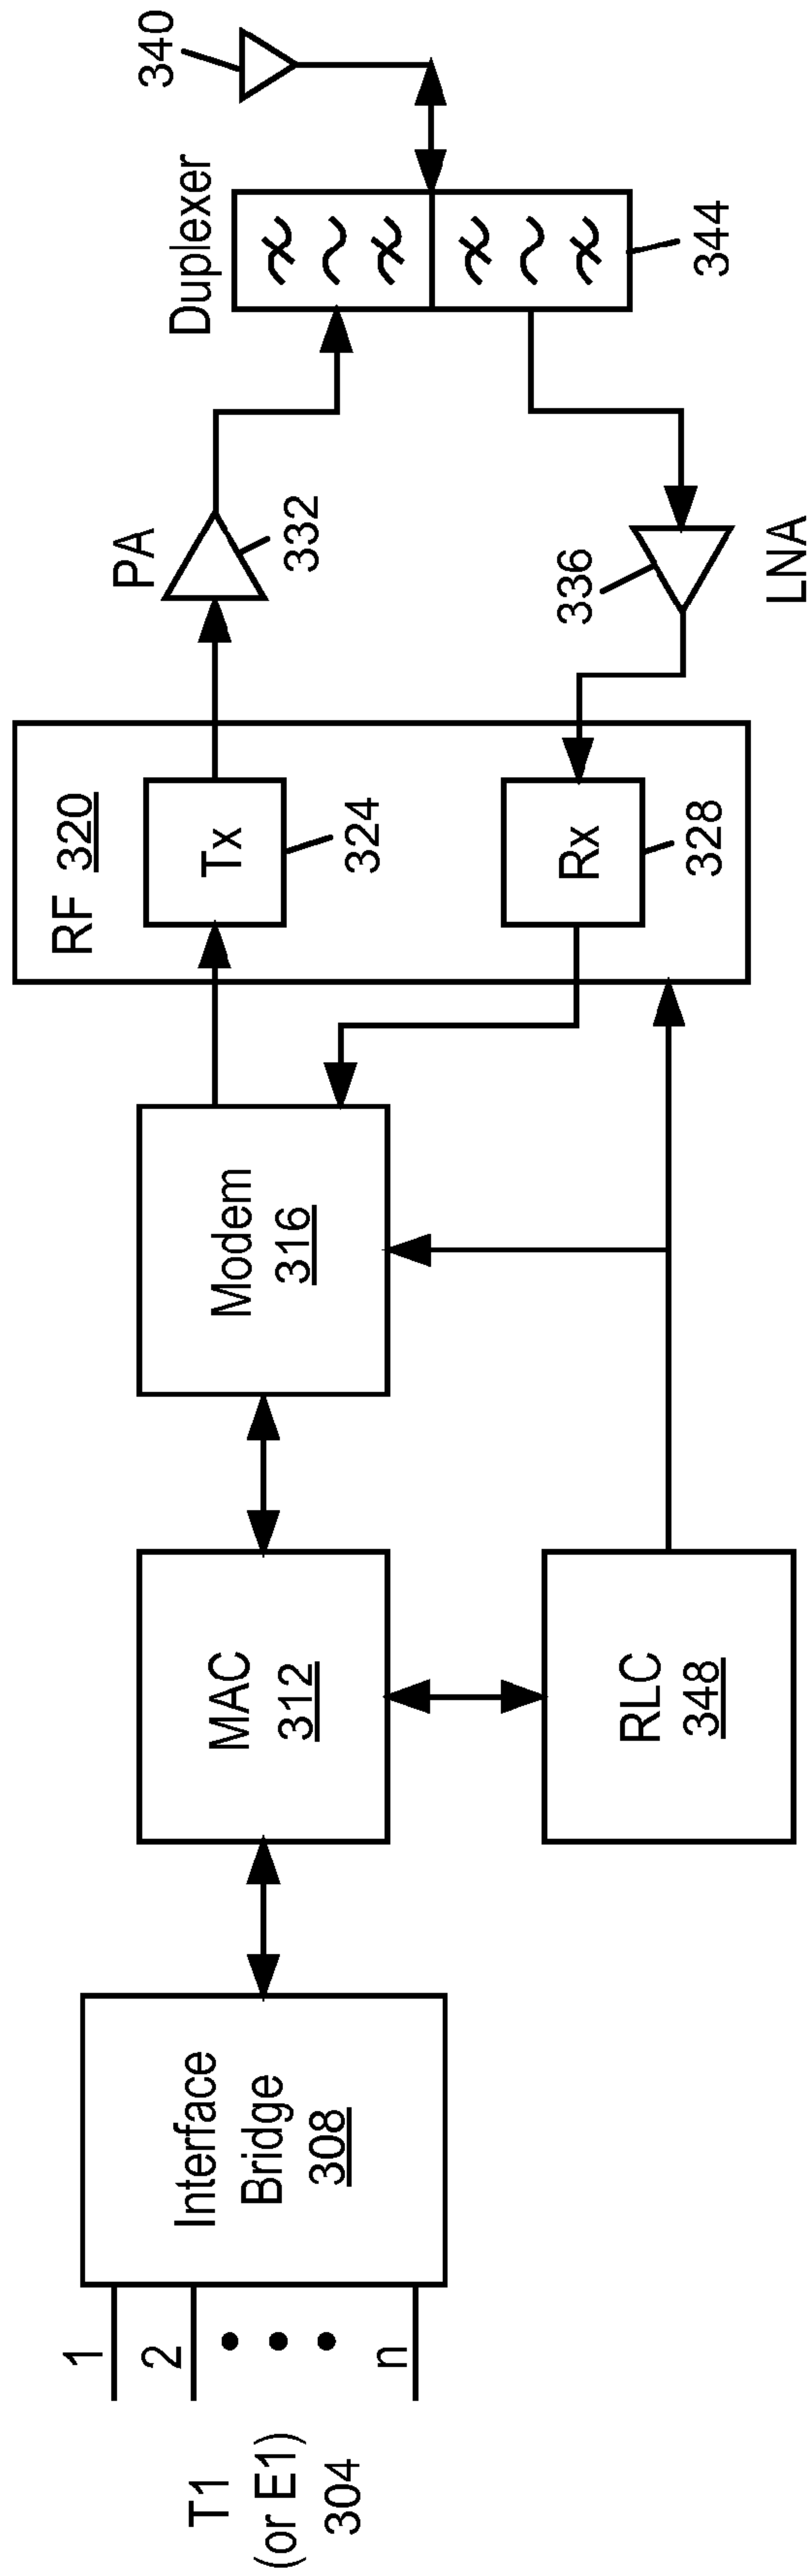 T1
(or E1)
304
1
2
n
Interface
Bridge
308
MAC
312
RLC
348
Modem
316
RF 320
Tx
324
Rx
328
PA
332
336
LNA
Duplexer
344
340